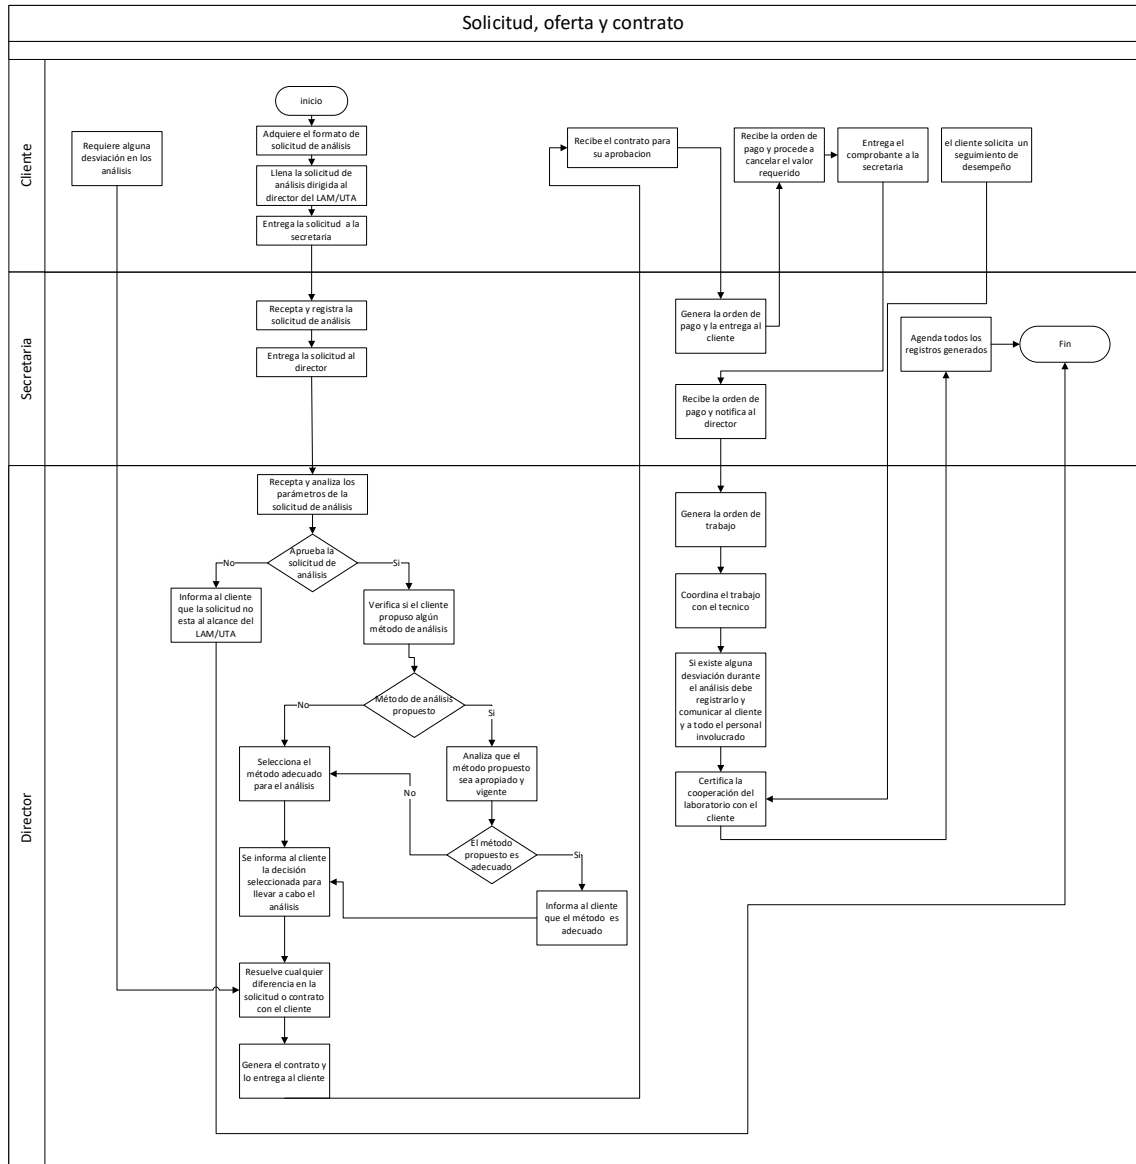 Solicitud, oferta y contrato
Cliente
inicio
Adquiere el formato de
solicitud de análisis
Llena la solicitud de
análisis dirigida al
director del LAM/UTA
Entrega la solicitud a la
secretaria
Requiere alguna
desviación en los
análisis
Recibe el contrato para
su aprobacion
Recibe la orden de
pago y procede a
cancelar el valor
requerido
Entrega el
comprobante a la
secretaria
el cliente solicita un
seguimiento de
desempeño
Secretaria
Recepta y registra la
solicitud de análisis
Entrega la solicitud al
director
Genera la orden de
pago y la entrega al
cliente
Recibe la orden de
pago y notifica al
director
Agenda todos los
registros generados
Fin
Director
Recepta y analiza los
parámetros de la
solicitud de análisis
Aprueba la
solicitud de
análisis
No
Si
Informa al cliente
que la solicitud no
esta al alcance del
LAM/UTA
Verifica si el cliente
propuso algún
método de análisis
Método de análisis
propuesto
No
Si
Selecciona el
método adecuado
para el análisis
Analiza que el
método propuesto
sea apropiado y
vigente
No
El método
propuesto es
adecuado
Si
Se informa al cliente
la decisión
seleccionada para
llevar a cabo el
análisis
Informa al cliente
que el método es
adecuado
Resuelve cualquier
diferencia en la
solicitud o contrato
con el cliente
Genera el contrato y
lo entrega al cliente
Genera la orden de
trabajo
Coordina el trabajo
con el tecnico
Si existe alguna
desviación durante
el análisis debe
registrarlo y
comunicar al cliente
y a todo el personal
involucrado
Certifica la
cooperación del
laboratorio con el
cliente